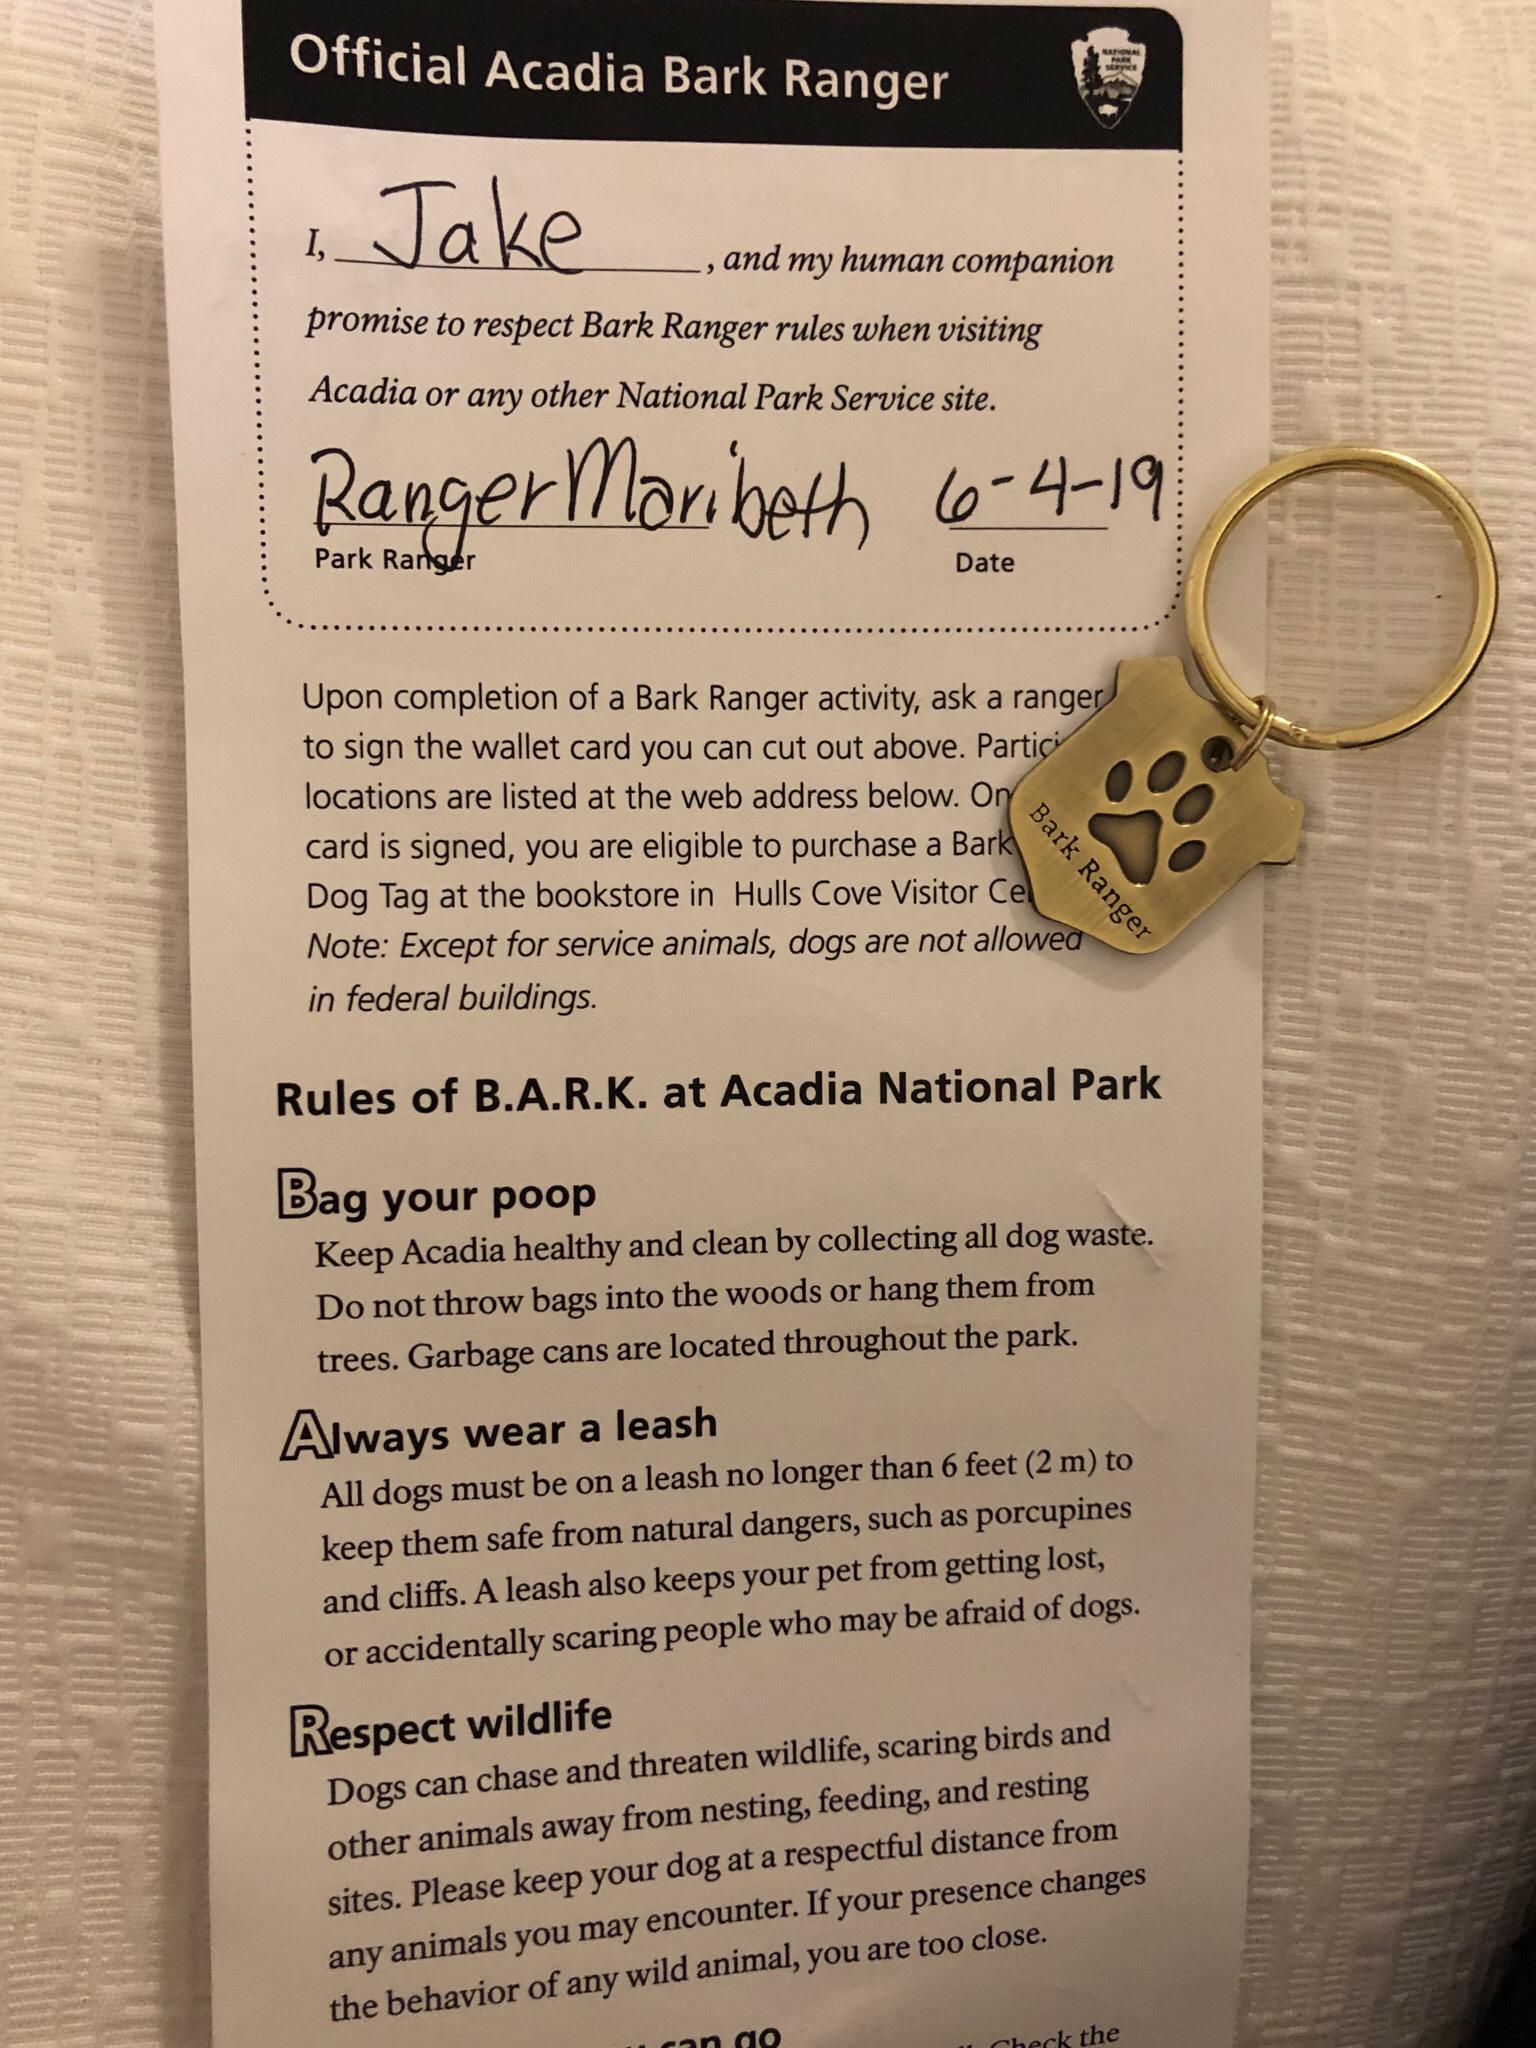 Official Acadia Bark Ranger
NATIONAL
PARK
SERVICE
I, Jake, and my human companion
promise to respect Bark Ranger rules when visiting
Acadia or any other National Park Service site.
Ranger Maribeth 6-4-19
Park Ranger Date
Upon completion of a Bark Ranger activity, ask a ranger
to sign the wallet card you can cut out above.
locations are listed at the web address below.
card is signed, you are eligible to purchase a Bark
Dog Tag at the bookstore in Hulls Cove Visitor
Note: Except for service animals, dogs are not allowed
in federal buildings.
Bark Ranger
Rules of B.A.R.K. at Acadia National Park
Bag your poop
Keep Acadia healthy and clean by collecting all dog waste.
Do not throw bags into the woods or hang them from
trees. Garbage cans are located throughout the park.
Always wear a leash
All dogs must be on a leash no longer than 6 feet (2 m) to
keep them safe from natural dangers, such as porcupines
and cliffs. A leash also keeps your pet from getting lost,
or accidentally scaring people who may be afraid of dogs.
Respect wildlife
Dogs can chase and threaten wildlife, scaring birds and
other animals away from nesting, feeding, and resting
sites. Please keep your dog at a respectful distance from
any animals you may encounter. If your presence changes
the behavior of any wild animal, you are too close.
can go
Check the